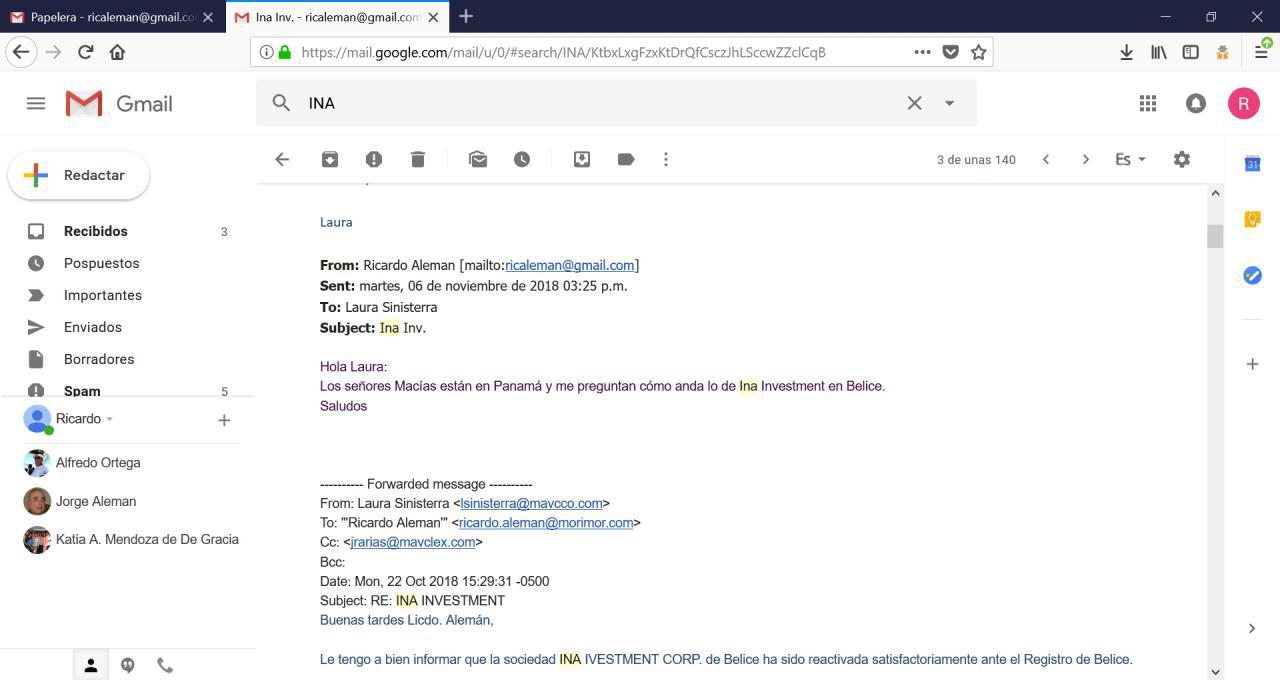 Papelera - ricaleman@gmail.co
Ina Inv. - ricaleman@gmail.com
https://mail.google.com/mail/u/0/#search/INA/KtbxLxgFzxKtDrQfCsczJhLSccwZZclCqB
Gmail
INA
R
Redactar
3 de unas 140
Es
31
Recibidos 3
Pospuestos
Importantes
Enviados
Borradores
Spam 5
Ricardo
Alfredo Ortega
Jorge Aleman
Katia A. Mendoza de De Gracia
Laura
From: Ricardo Aleman [mailto:ricaleman@gmail.com]
Sent: martes, 06 de noviembre de 2018 03:25 p.m.
To: Laura Sinisterra
Subject: Ina Inv.
Hola Laura:
Los señores Macías están en Panamá y me preguntan cómo anda lo de Ina Investment en Belice.
Saludos
---------- Forwarded message ----------
From: Laura Sinisterra <lsinisterra@mavcco.com>
To: "'Ricardo Aleman'" <ricardo.aleman@morimor.com>
Cc: <jrarias@mavclex.com>
Bcc:
Date: Mon, 22 Oct 2018 15:29:31 -0500
Subject: RE: INA INVESTMENT
Buenas tardes Licdo. Alemán,
Le tengo a bien informar que la sociedad INA IVESTMENT CORP. de Belice ha sido reactivada satisfactoriamente ante el Registro de Belice.